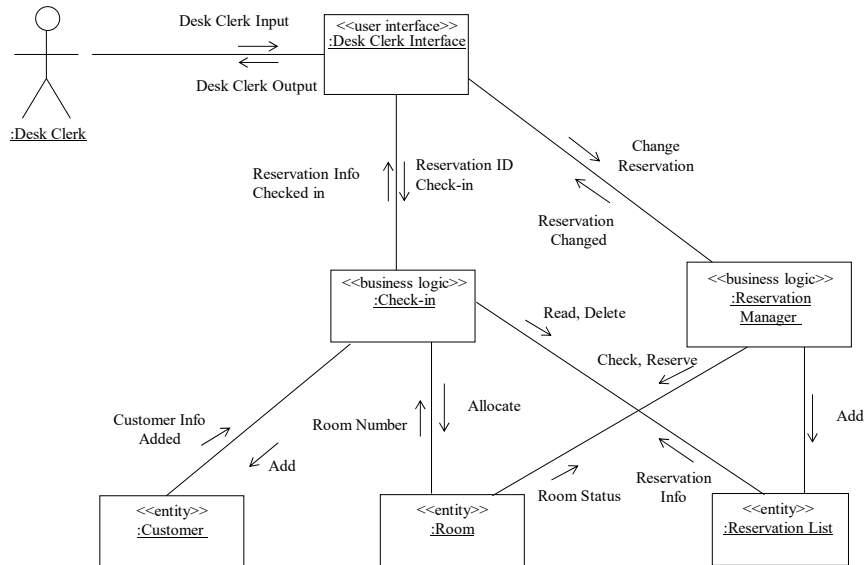 Desk Clerk Input
<<user interface>>
:Desk Clerk Interface
Desk Clerk Output
:Desk Clerk
Change
Reservation
Reservation Info
Checked in
Reservation ID
Check-in
Reservation
Changed
<<business logic>>
:Check-in
<<business logic>>
:Reservation
Manager
Read, Delete
Check, Reserve
Customer Info
Added
Room Number
Allocate
Add
Add
Room Status
Reservation
Info
<<entity>>
:Customer
<<entity>>
:Room
<<entity>>
:Reservation List